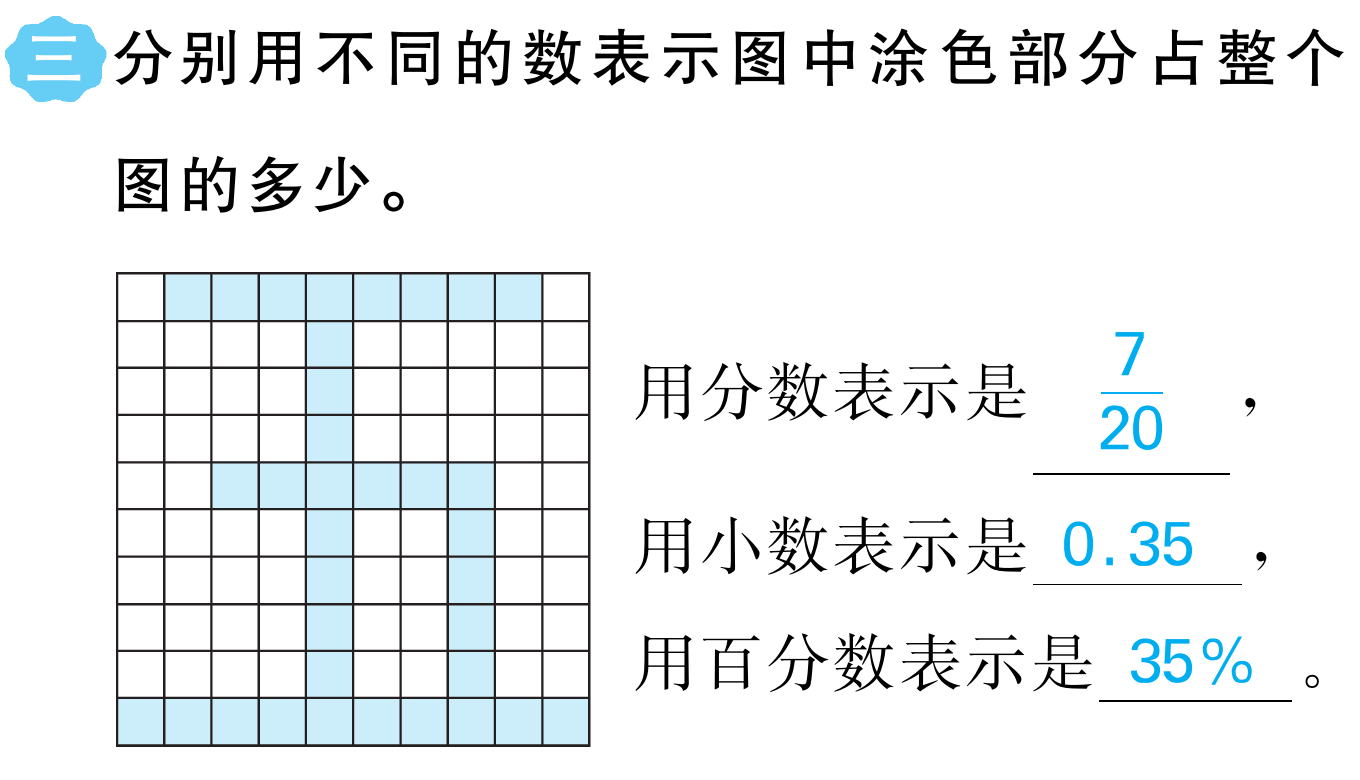 三 分别用不同的数表示图中涂色部分占整个
图的多少。
用分数表示是 7/20 ，
用小数表示是 0.35 ，
用百分数表示是 35% 。